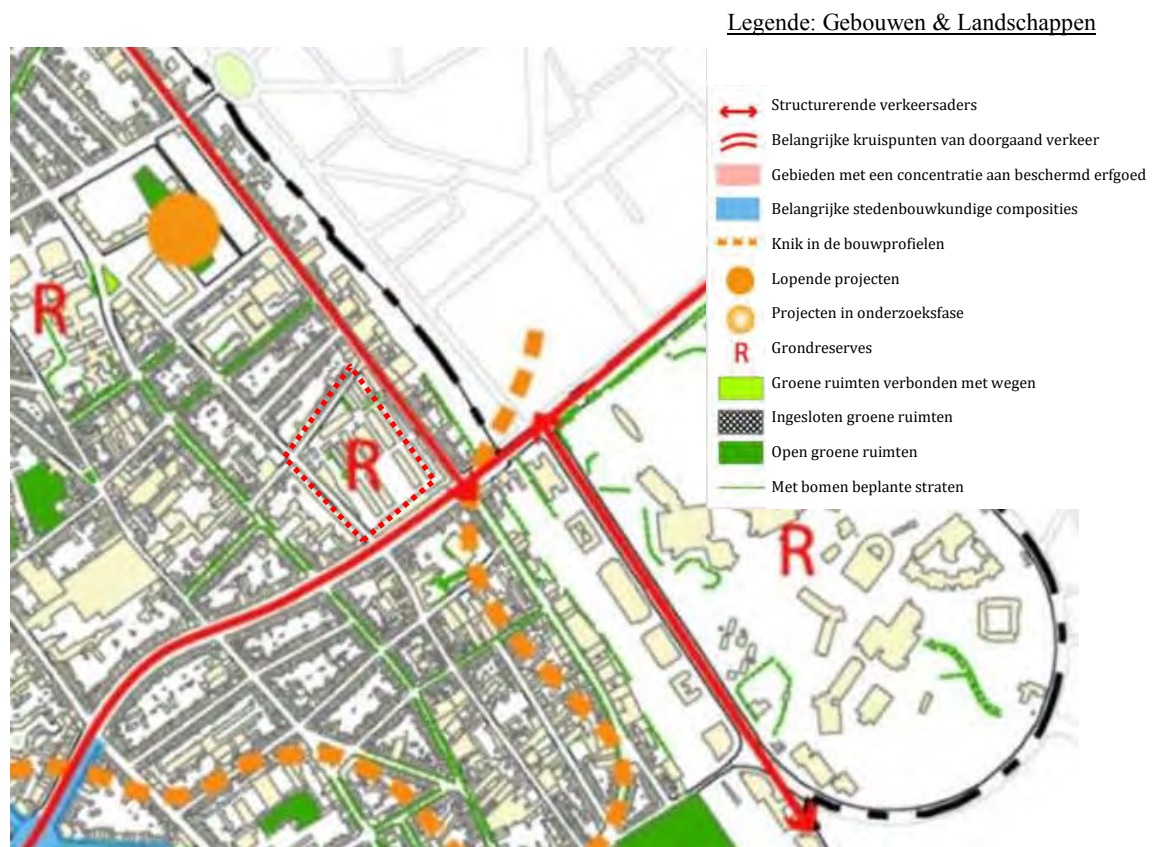 Legende: Gebouwen & Landschappen
Structurerende verkeersaders
Belangrijke kruispunten van doorgaand verkeer
Gebieden met een concentratie aan beschermd erfgoed
Belangrijke stedenbouwkundige composities
Knik in de bouwprofielen
Lopende projecten
Projecten in onderzoeksfase
R Grondreserves
Groene ruimten verbonden met wegen
Ingesloten groene ruimten
Open groene ruimten
Met bomen beplante straten
R
R
R